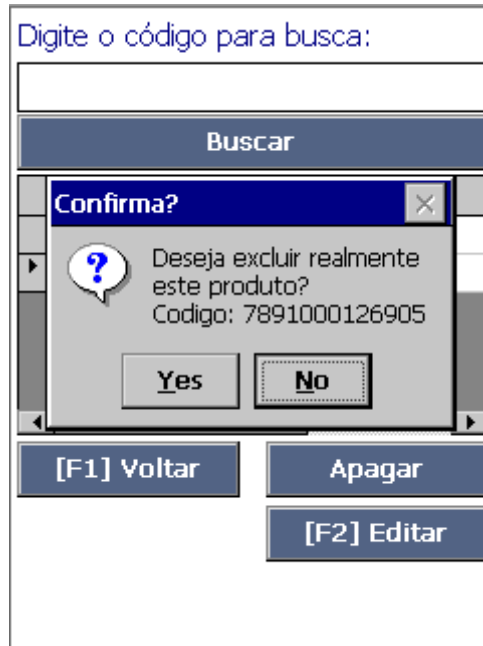 Digite o código para busca:
Buscar
Confirma?
?
Deseja excluir realmente
este produto?
Codigo: 7891000126905
Yes
No
[F1] Voltar
Apagar
[F2] Editar